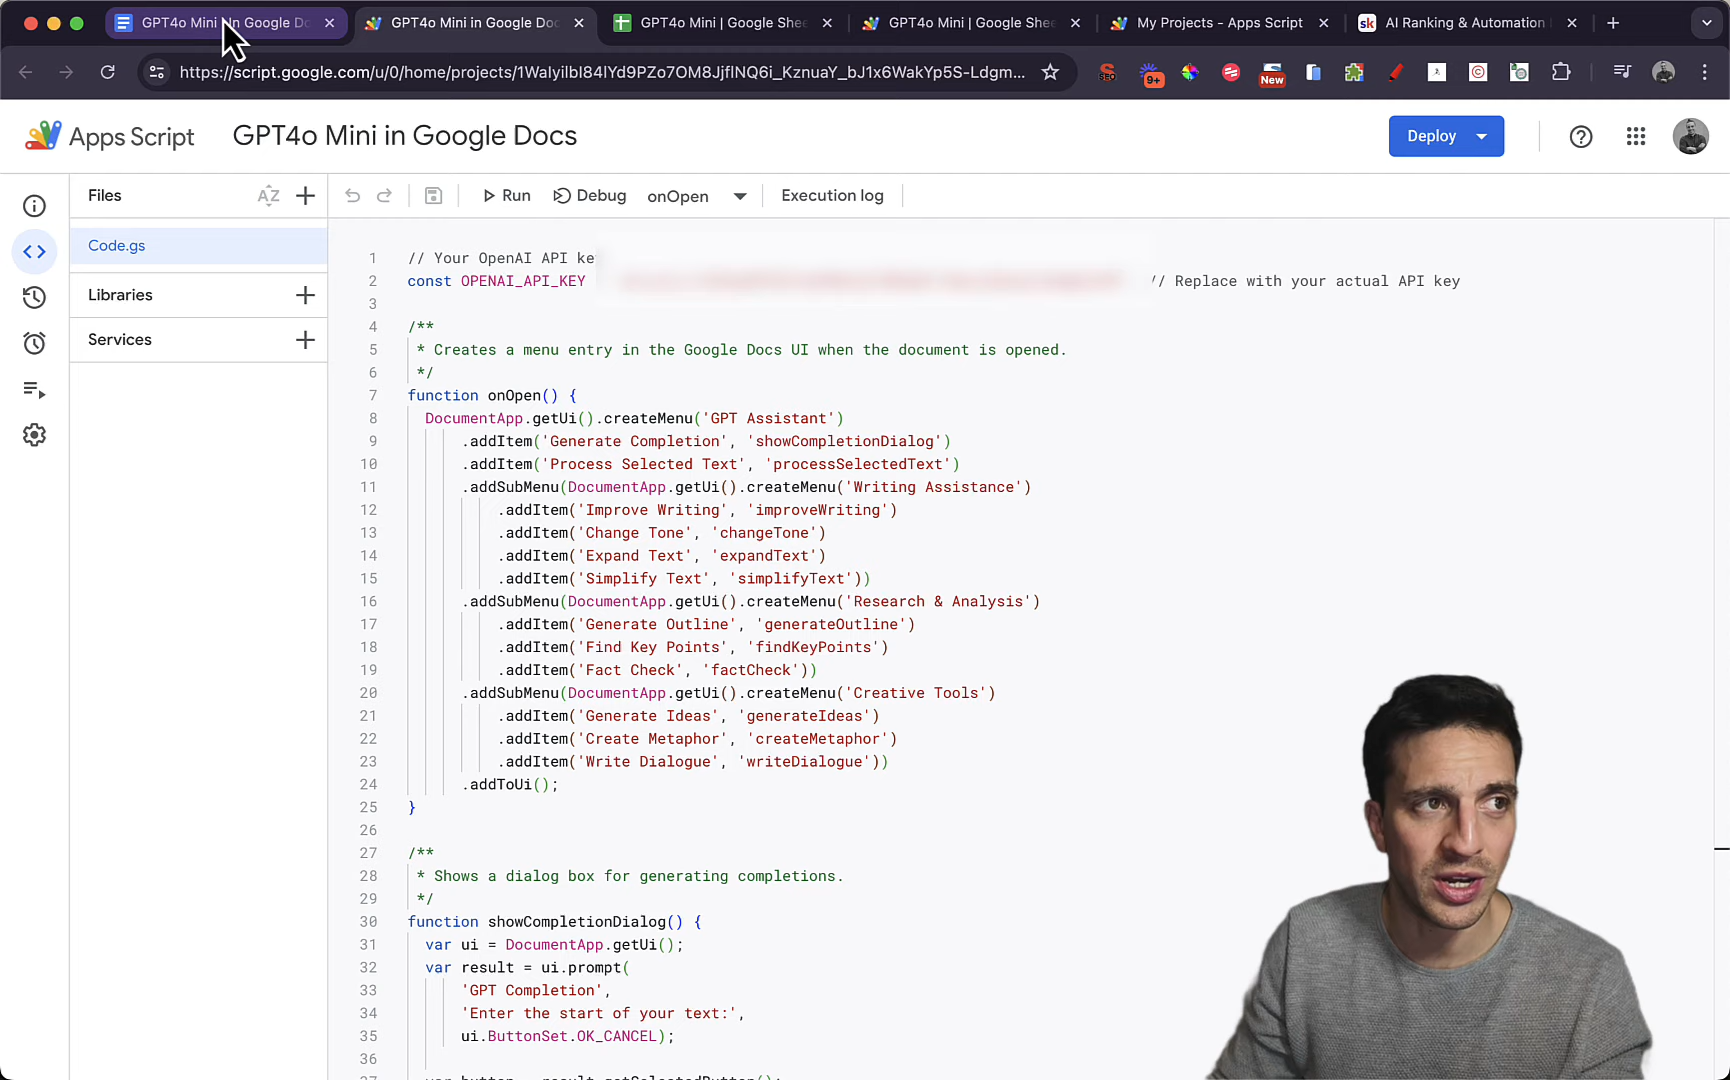 GPT4o Mini in Google Do
GPT4o Mini in Google Doc
GPT4o Mini | Google Shee
GPT4o Mini | Google Shee
My Projects - Apps Script
sk
AI Ranking & Automation
https://script.google.com/u/0/home/projects/1WaIyilbI84lYd9PZo7OM8JjflNQ6i_KznuaY_bJ1x6WakYp5S-Ldgm...
SEO
9+
New
Apps Script
GPT4o Mini in Google Docs
Deploy
Files
AZ
Run
Debug
onOpen
Execution log
Code.gs
Libraries
Services
1 // Your OpenAI API key
2 const OPENAI_API_KEY // Replace with your actual API key
3
4 /**
5 * Creates a menu entry in the Google Docs UI when the document is opened.
6 */
7 function onOpen() {
8 DocumentApp.getUi().createMenu('GPT Assistant')
9 .addItem('Generate Completion', 'showCompletionDialog')
10 .addItem('Process Selected Text', 'processSelectedText')
11 .addSubMenu(DocumentApp.getUi().createMenu('Writing Assistance')
12 .addItem('Improve Writing', 'improveWriting')
13 .addItem('Change Tone', 'changeTone')
14 .addItem('Expand Text', 'expandText')
15 .addItem('Simplify Text', 'simplifyText'))
16 .addSubMenu(DocumentApp.getUi().createMenu('Research & Analysis')
17 .addItem('Generate Outline', 'generateOutline')
18 .addItem('Find Key Points', 'findKeyPoints')
19 .addItem('Fact Check', 'factCheck'))
20 .addSubMenu(DocumentApp.getUi().createMenu('Creative Tools')
21 .addItem('Generate Ideas', 'generateIdeas')
22 .addItem('Create Metaphor', 'createMetaphor')
23 .addItem('Write Dialogue', 'writeDialogue'))
24 .addToUi();
25 }
26
27 /**
28 * Shows a dialog box for generating completions.
29 */
30 function showCompletionDialog() {
31 var ui = DocumentApp.getUi();
32 var result = ui.prompt(
33 'GPT Completion',
34 'Enter the start of your text:',
35 ui.ButtonSet.OK_CANCEL);
36